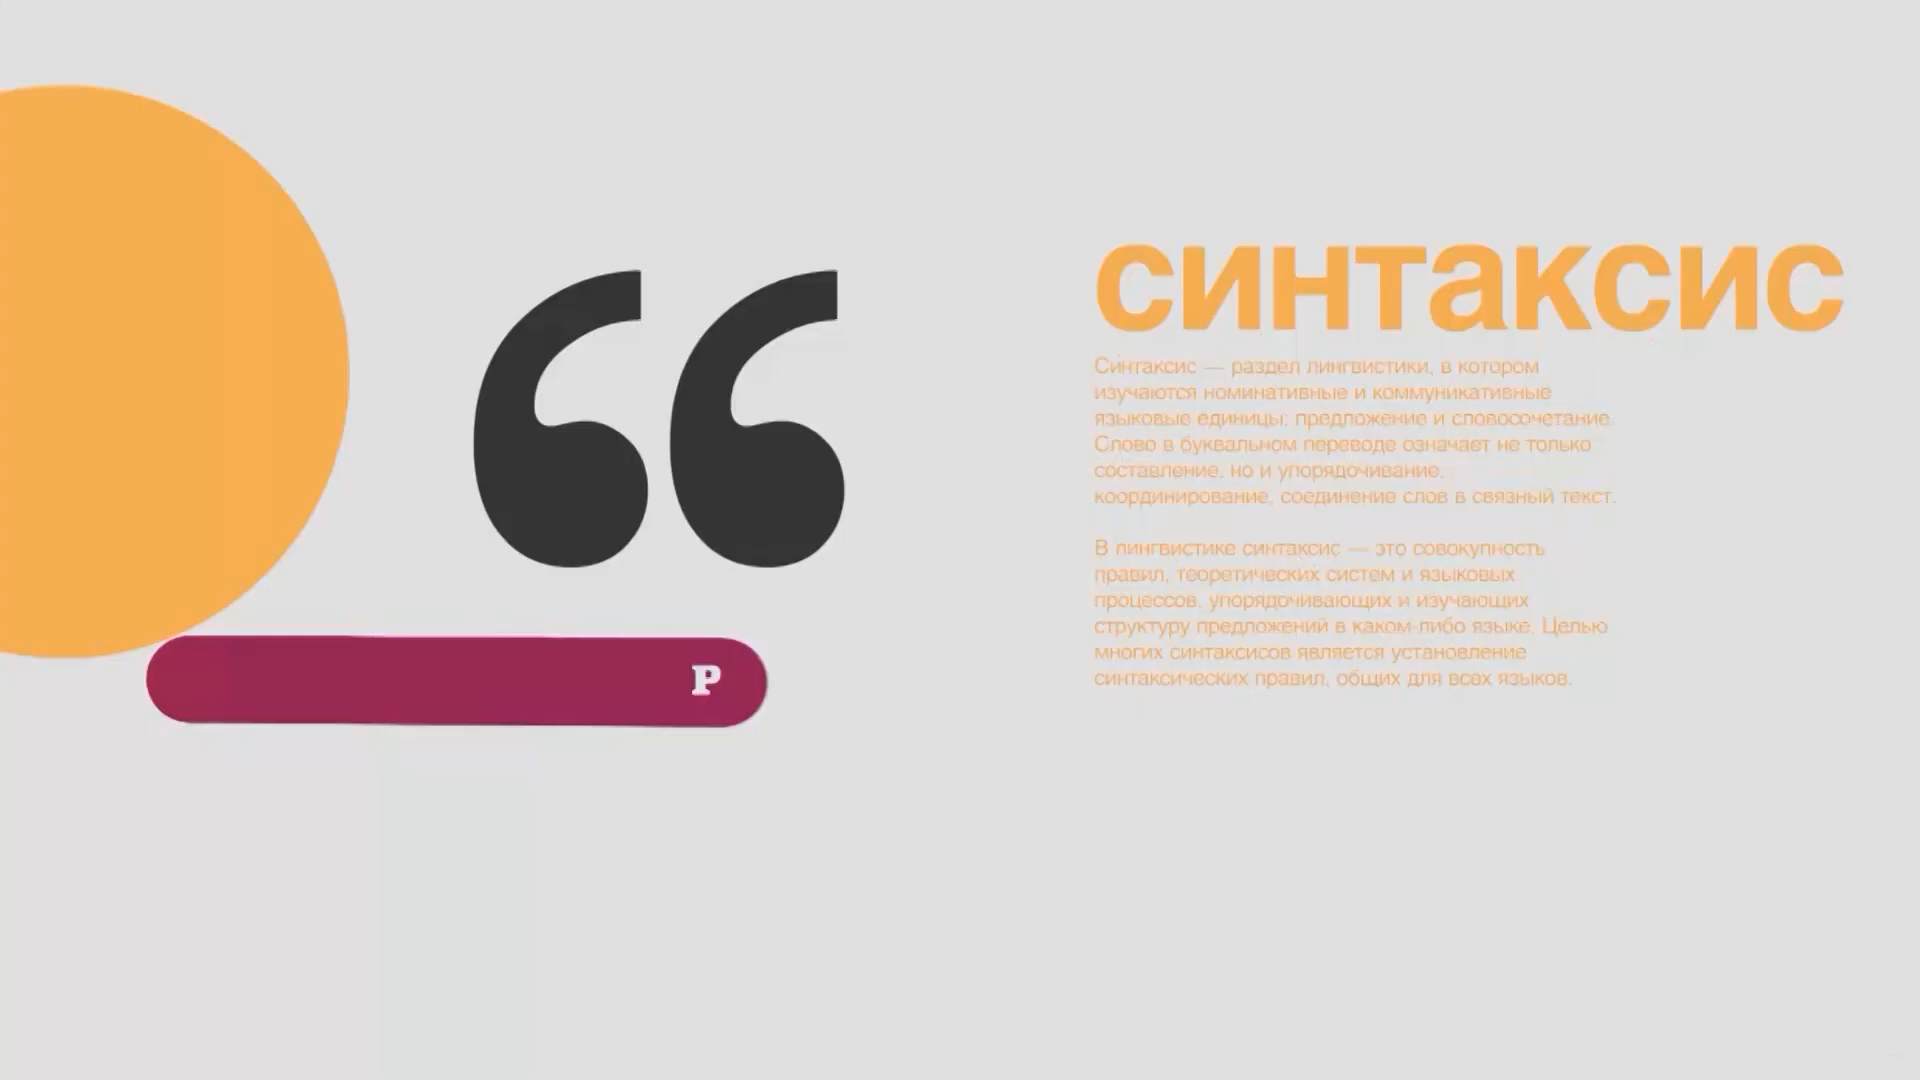 синтаксис
Синтаксис — раздел лингвистики, в котором
изучаются номинативные и коммуникативные
языковые единицы: предложение и словосочетание.
Слово в буквальном переводе означает не только
составление, но и упорядочивание,
координирование, соединение слов в связный текст.
В лингвистике синтаксис — это совокупность
правил, теоретических систем и языковых
процессов, упорядочивающих и изучающих
структуру предложений в каком-либо языке. Целью
многих синтаксисов является установление
синтаксических правил, общих для всех языков.
“
P